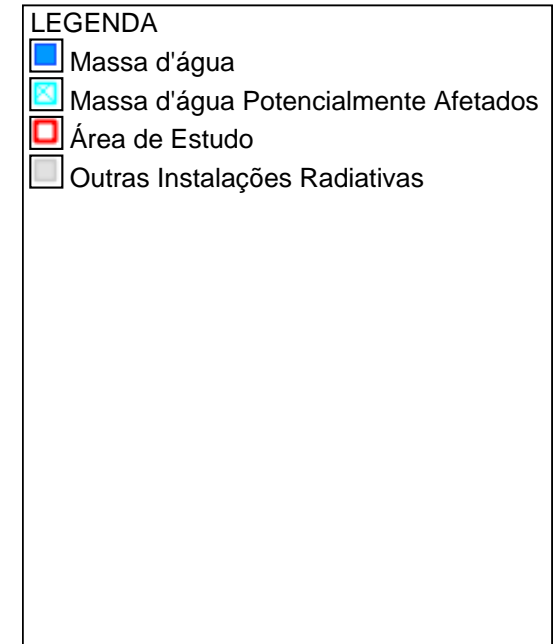 LEGENDA
Massa d'água
Massa d'água Potencialmente Afetados
Área de Estudo
Outras Instalações Radiativas